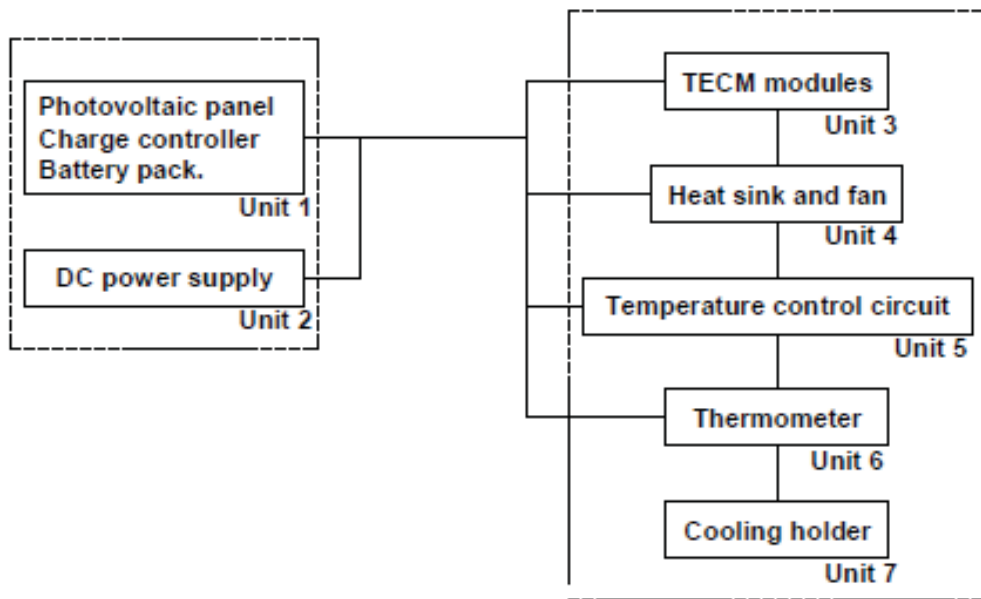 Photovoltaic panel
Charge controller
Battery pack.
Unit 1
DC power supply
Unit 2
TECM modules
Unit 3
Heat sink and fan
Unit 4
Temperature control circuit
Unit 5
Thermometer
Unit 6
Cooling holder
Unit 7